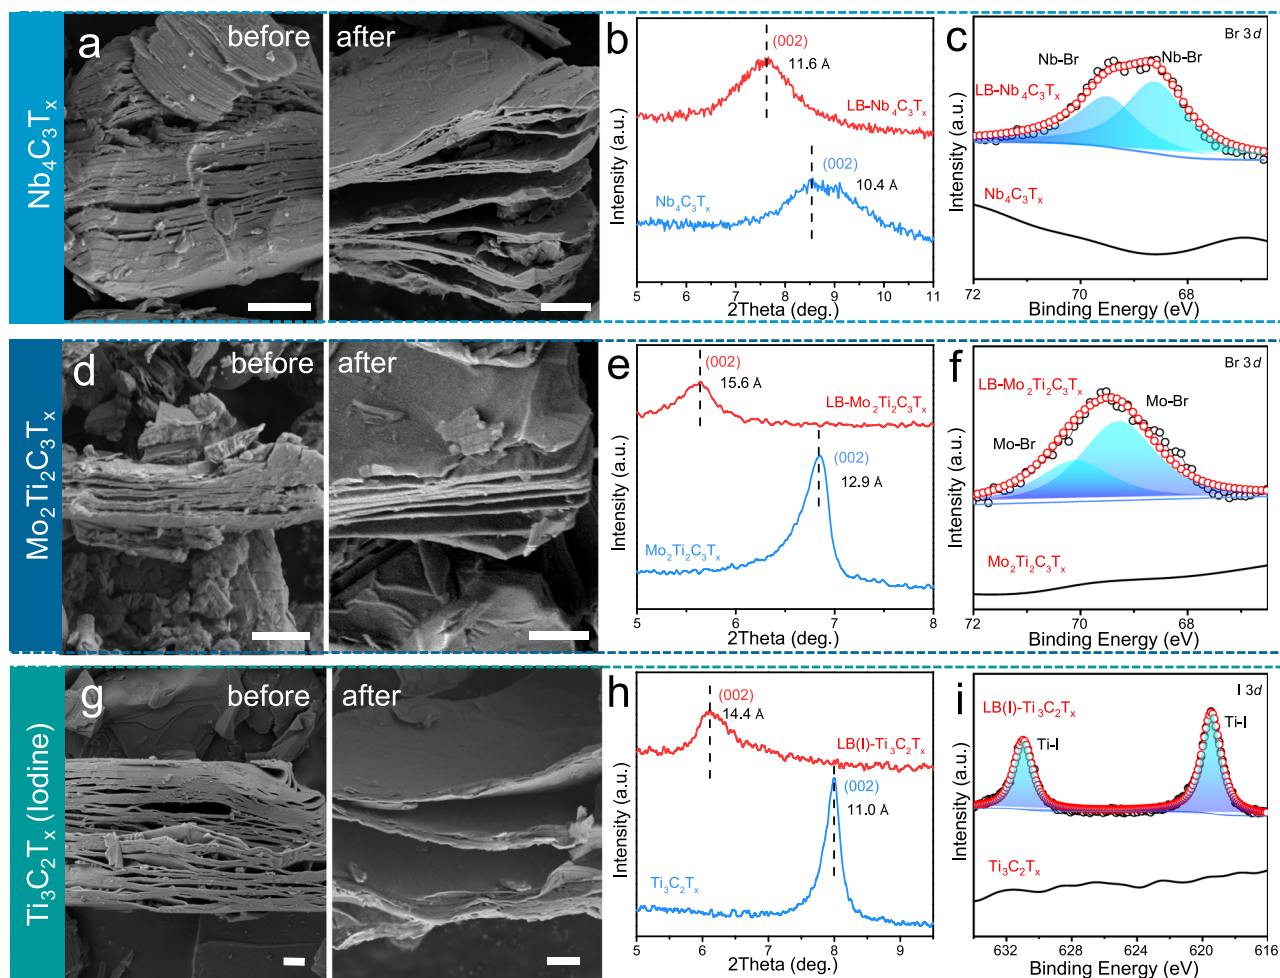 Nb₄C₃Tₓ
a
before
after
b
(002)
11.6 Å
LB-Nb₄C₃Tₓ
(002)
10.4 Å
Nb₄C₃Tₓ
Intensity (a.u.)
5 6 7 8 9 10 11
2Theta (deg.)
c
Br 3d
Nb-Br
Nb-Br
LB-Nb₄C₃Tₓ
Nb₄C₃Tₓ
Intensity (a.u.)
72 70 68
Binding Energy (eV)
Mo₂Ti₂C₃Tₓ
d
before
after
e
(002)
15.6 Å
LB-Mo₂Ti₂C₃Tₓ
(002)
12.9 Å
Mo₂Ti₂C₃Tₓ
Intensity (a.u.)
5 6 7 8
2Theta (deg.)
f
Br 3d
LB-Mo₂Ti₂C₃Tₓ
Mo-Br
Mo-Br
Mo₂Ti₂C₃Tₓ
Intensity (a.u.)
72 70 68
Binding Energy (eV)
Ti₃C₂Tₓ (Iodine)
g
before
after
h
(002)
14.4 Å
LB(I)-Ti₃C₂Tₓ
(002)
11.0 Å
Ti₃C₂Tₓ
Intensity (a.u.)
5 6 7 8 9
2Theta (deg.)
i
I 3d
LB(I)-Ti₃C₂Tₓ
Ti-I
Ti-I
Ti₃C₂Tₓ
Intensity (a.u.)
632 628 624 620 616
Binding Energy (eV)